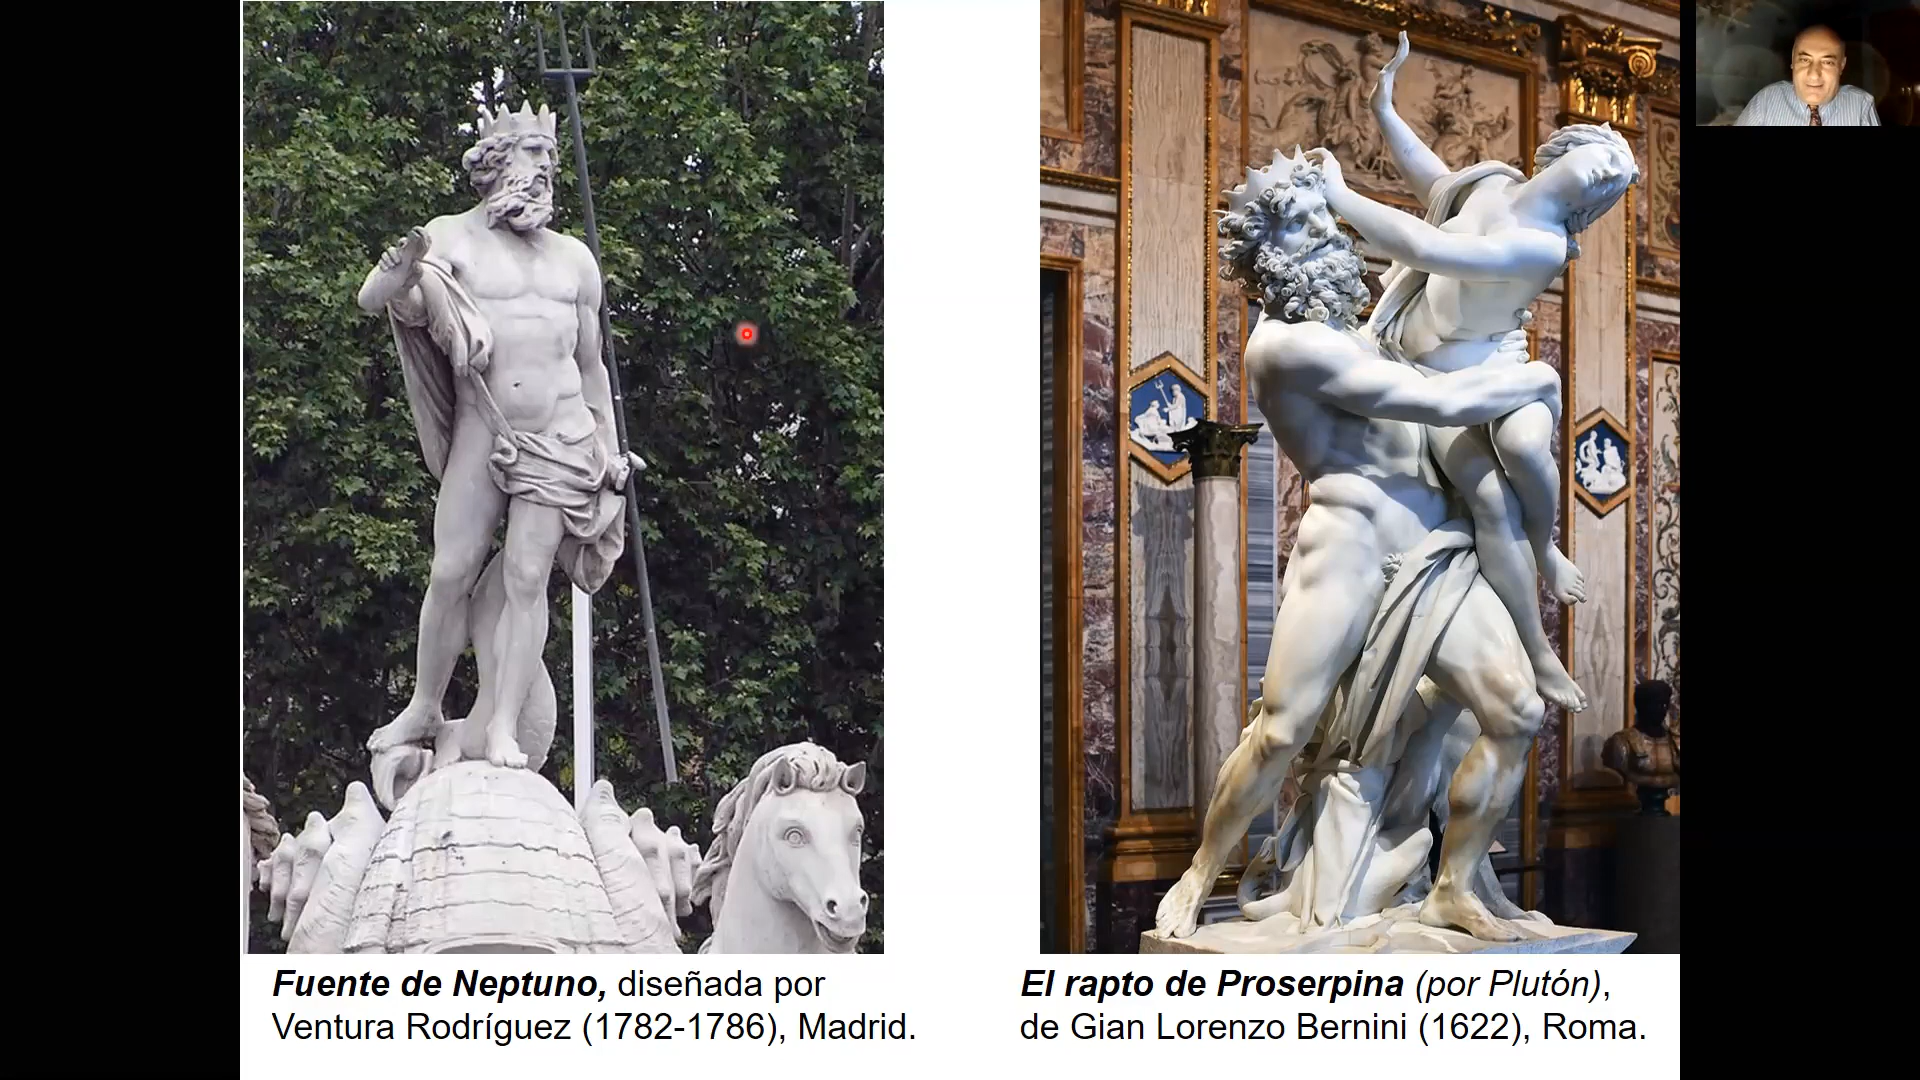 Fuente de Neptuno, diseñada por
Ventura Rodríguez (1782-1786), Madrid.
El rapto de Proserpina (por Plutón),
de Gian Lorenzo Bernini (1622), Roma.